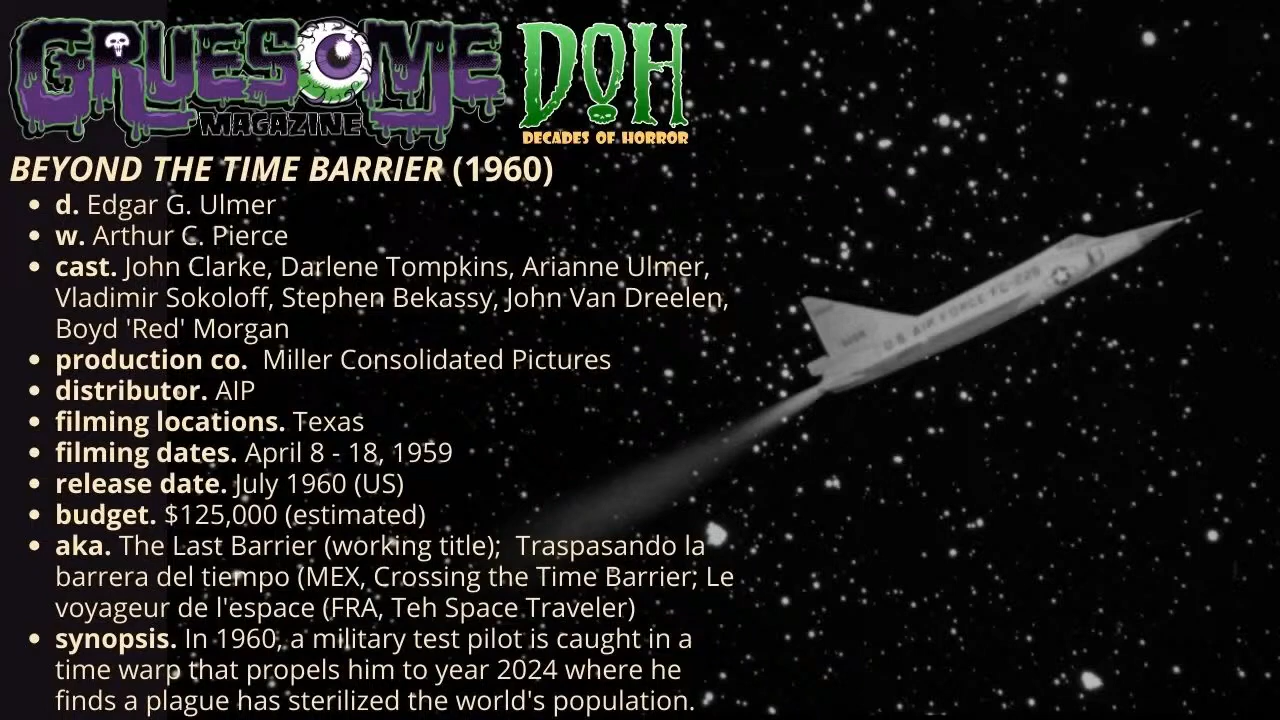 GRUESOME
MAGAZINE
DOH
DECADES OF HORROR
BEYOND THE TIME BARRIER (1960)
• d. Edgar G. Ulmer
• w. Arthur C. Pierce
• cast. John Clarke, Darlene Tompkins, Arianne Ulmer,
Vladimir Sokoloff, Stephen Bekassy, John Van Dreelen,
Boyd 'Red' Morgan
• production co.  Miller Consolidated Pictures
• distributor. AIP
• filming locations. Texas
• filming dates. April 8 - 18, 1959
• release date. July 1960 (US)
• budget. $125,000 (estimated)
• aka. The Last Barrier (working title);  Traspasando la
barrera del tiempo (MEX, Crossing the Time Barrier; Le
voyageur de l'espace (FRA, Teh Space Traveler)
• synopsis. In 1960, a military test pilot is caught in a
time warp that propels him to year 2024 where he
finds a plague has sterilized the world's population.
U.S. AIR FORCE